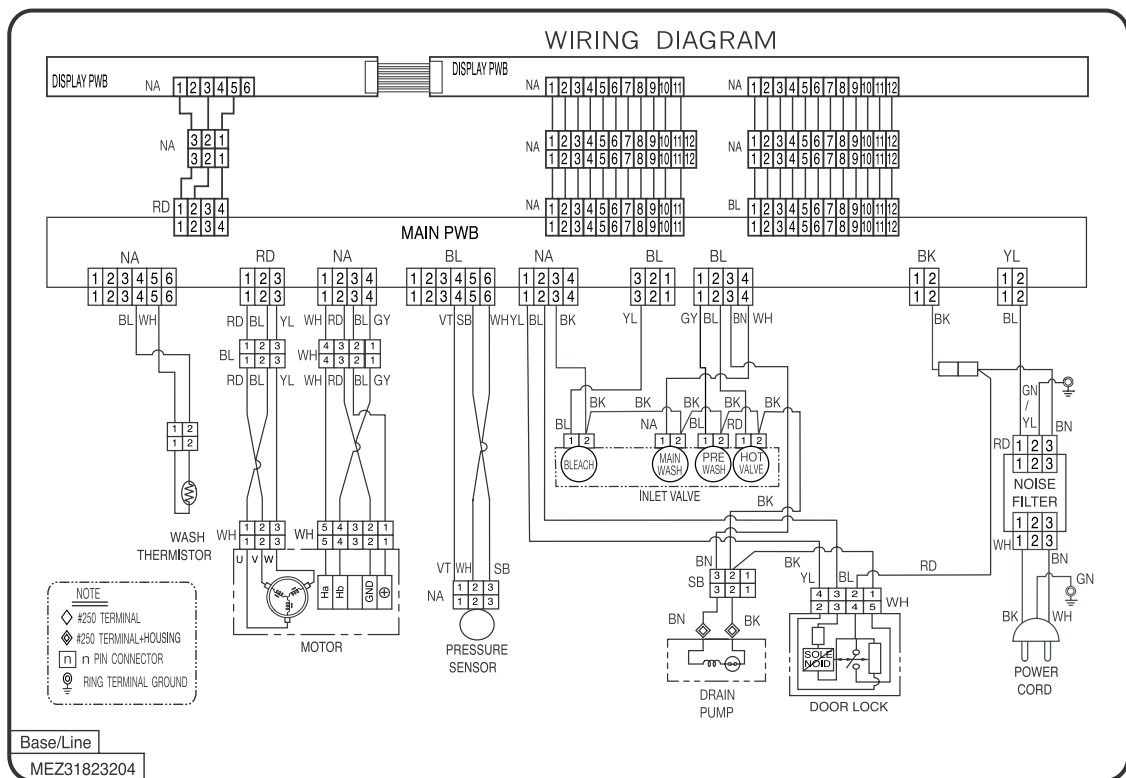 WIRING DIAGRAM
DISPLAY PWB
DISPLAY PWB
NA 1 2 3 4 5 6
NA 1 2 3 4 5 6 7 8 9 10 11
NA 1 2 3 4 5 6 7 8 9 10 11 12
NA 3 2 1
3 2 1
NA 1 2 3 4 5 6 7 8 9 10 11 12
1 2 3 4 5 6 7 8 9 10 11 12
NA 1 2 3 4 5 6 7 8 9 10 11 12
1 2 3 4 5 6 7 8 9 10 11 12
RD 1 2 3 4
1 2 3 4
NA 1 2 3 4 5 6 7 8 9 10 11
1 2 3 4 5 6 7 8 9 10 11
BL 1 2 3 4 5 6 7 8 9 10 11 12
1 2 3 4 5 6 7 8 9 10 11 12
MAIN PWB
NA RD NA BL NA BL BL BK YL
1 2 3 4 5 6 1 2 3 1 2 3 4 1 2 3 4 5 6 1 2 3 4 3 2 1 1 2 3 4 1 2 1 2
1 2 3 4 5 6 1 2 3 1 2 3 4 1 2 3 4 5 6 1 2 3 4 3 2 1 1 2 3 4 1 2 1 2
BL WH RD BL YL WH RD BL GY VT SB WH YL BL BK YL GY BL BN WH BK BL
BL 1 2 3
1 2 3
WH 4 3 2 1
4 3 2 1
RD BL YL WH RD BL GY
GN
/
YL
BN
BK BK BK BK
1 2
1 2
BL 1 2
NA 1 2
BL 1 2
RD 1 2
BLEACH
MAIN
WASH
PRE
WASH
HOT
VALVE
INLET VALVE
RD 1 2 3
1 2 3
NOISE
FILTER
1 2 3
WH 1 2 3
BN
GN
BK WH
POWER
CORD
BK
WASH
THERMISTOR
WH 1 2 3
1 2 3
U V W
WH 5 4 3 2 1
5 4 3 2 1
Ha Hb GND
MOTOR
VT WH SB
NA 1 2 3
1 2 3
PRESSURE
SENSOR
BN BK YL BL RD
SB 3 2 1
3 2 1
BN BK
DRAIN
PUMP
4 3 2 1 WH
2 3 4 5
SOLE
NOID
DOOR LOCK
NOTE
#250 TERMINAL
#250 TERMINAL+HOUSING
n n PIN CONNECTOR
RING TERMINAL GROUND
Base/Line
MEZ31823204